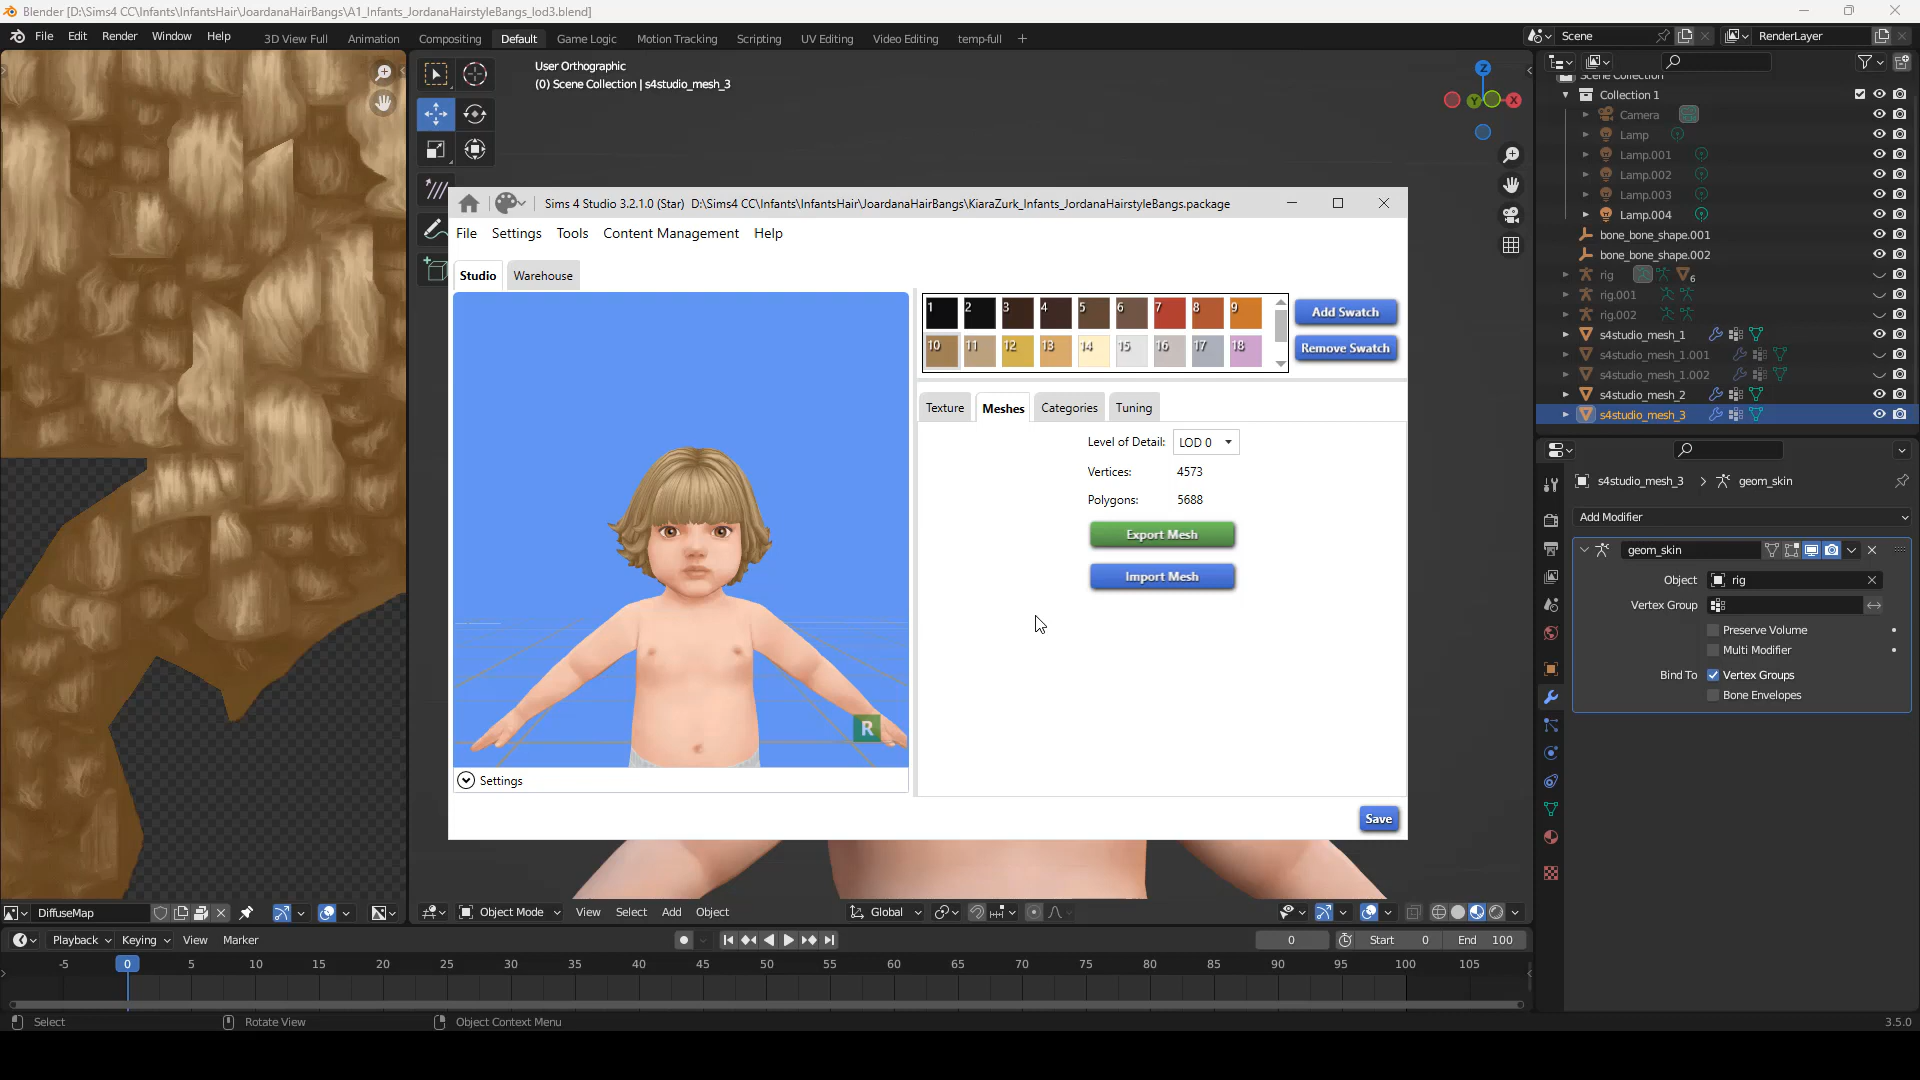 Blender [D:\Sims4 CC\Infants\InfantsHair\JoardanaHairBangs\A1_Infants_JordanaHairstyleBangs_lod3.blend]
File Edit Render Window Help 3D View Full Animation Compositing Default Game Logic Motion Tracking Scripting UV Editing Video Editing temp-full + Scene RenderLayer
User Orthographic
(0) Scene Collection | s4studio_mesh_3
Z
Y
X
Scene Collection
Collection 1
Camera
Lamp
Lamp.001
Lamp.002
Lamp.003
Lamp.004
bone_bone_shape.001
bone_bone_shape.002
rig 6
rig.001
rig.002
s4studio_mesh_1
s4studio_mesh_1.001
s4studio_mesh_1.002
s4studio_mesh_2
s4studio_mesh_3
s4studio_mesh_3 > geom_skin
Add Modifier
geom_skin
Object rig
Vertex Group
Preserve Volume
Multi Modifier
Bind To Vertex Groups
Bone Envelopes
Sims 4 Studio 3.2.1.0 (Star) D:\Sims4 CC\Infants\InfantsHair\JoardanaHairBangs\KiaraZurk_Infants_JordanaHairstyleBangs.package
File Settings Tools Content Management Help
Studio Warehouse
1 2 3 4 5 6 7 8 9
10 11 12 13 14 15 16 17 18
Add Swatch
Remove Swatch
Texture Meshes Categories Tuning
Level of Detail: LOD 0
Vertices: 4573
Polygons: 5688
Export Mesh
Import Mesh
R
Settings
Save
DiffuseMap Object Mode View Select Add Object Global
Playback Keying View Marker 0 Start 0 End 100
-5 0 5 10 15 20 25 30 35 40 45 50 55 60 65 70 75 80 85 90 95 100 105
Select Rotate View Object Context Menu 3.5.0